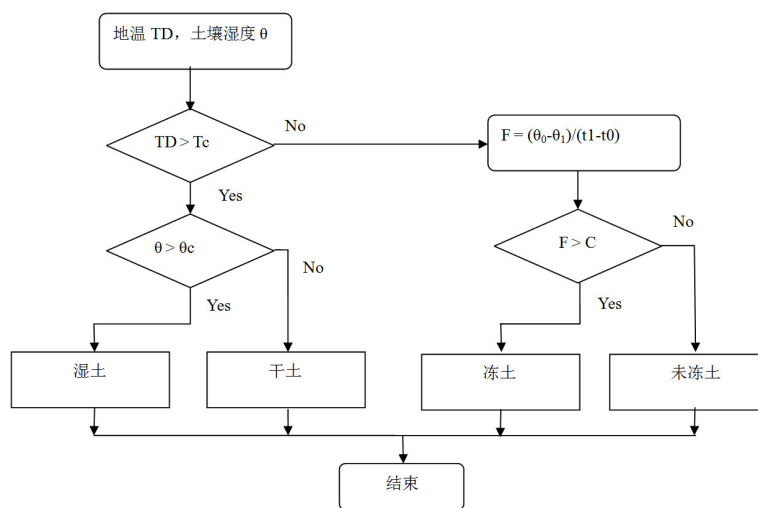 地温 TD，土壤湿度 θ
TD > Tc
No
F = (θ₀-θ₁)/(t1-t0)
Yes
θ > θc
No
F > C
No
Yes
Yes
湿土
干土
冻土
未冻土
结束